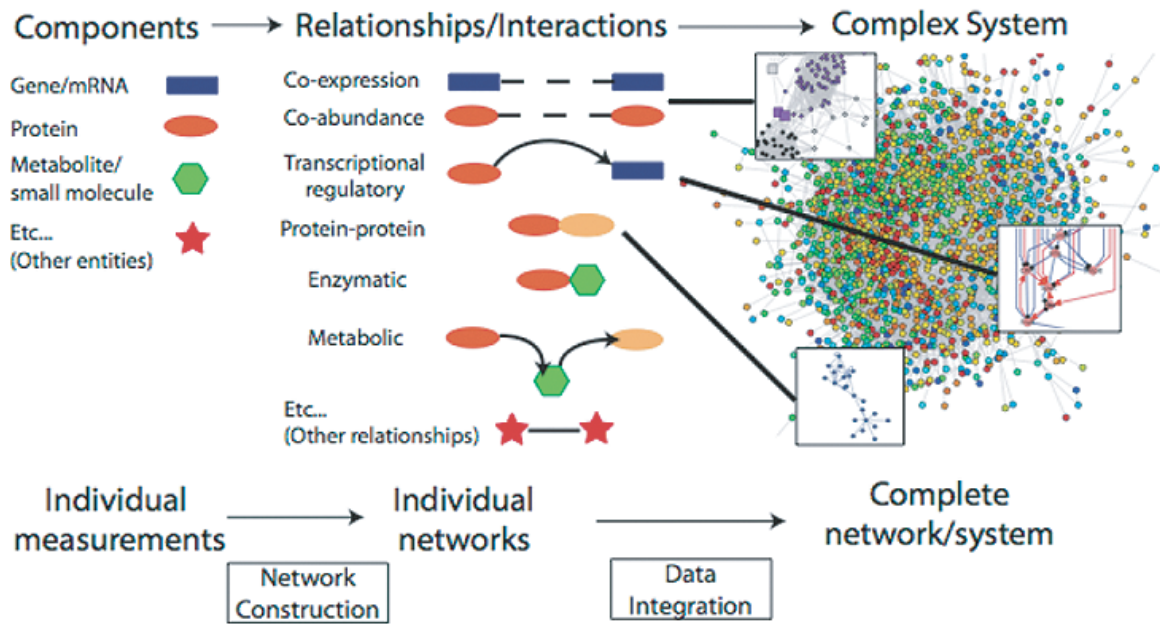 Components
Relationships/Interactions
Complex System
Gene/mRNA
Protein
Metabolite/
small molecule
Etc...
(Other entities)
Co-expression
Co-abundance
Transcriptional
regulatory
Protein-protein
Enzymatic
Metabolic
Etc...
(Other relationships)
Individual
measurements
Individual
networks
Complete
network/system
Network
Construction
Data
Integration